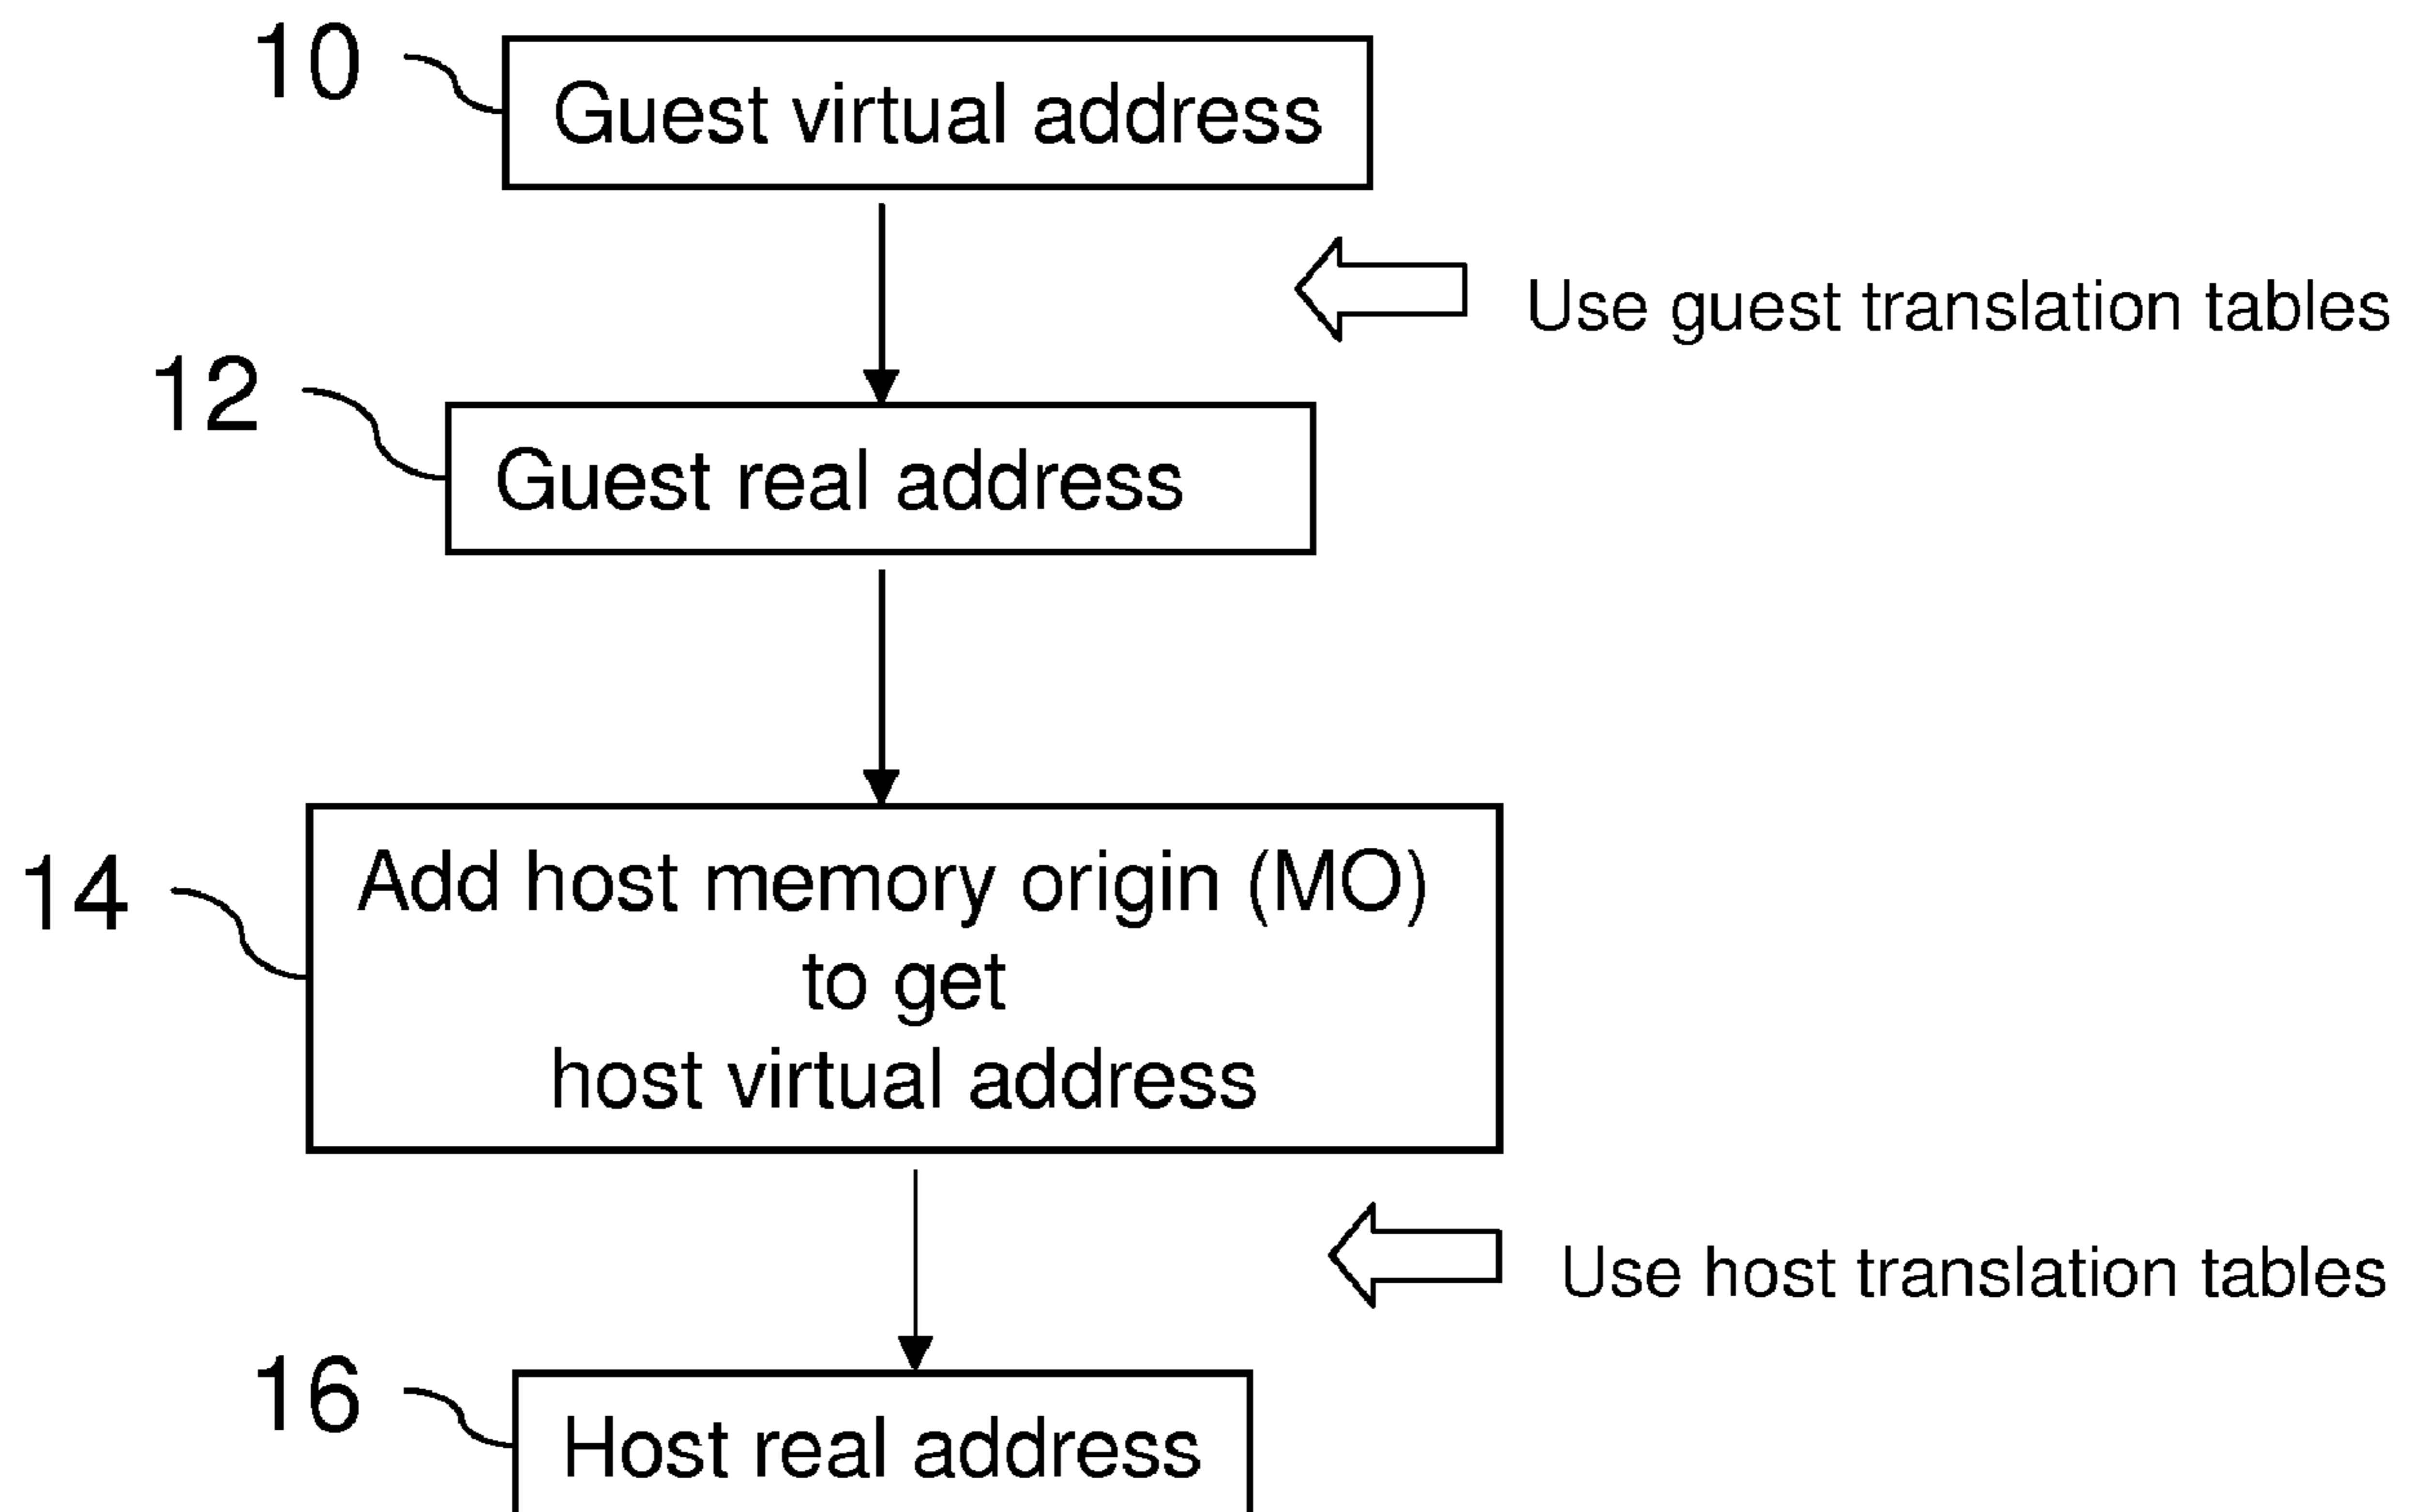 10
Guest virtual address
Use guest translation tables
12
Guest real address
14
Add host memory origin (MO)
to get
host virtual address
Use host translation tables
16
Host real address